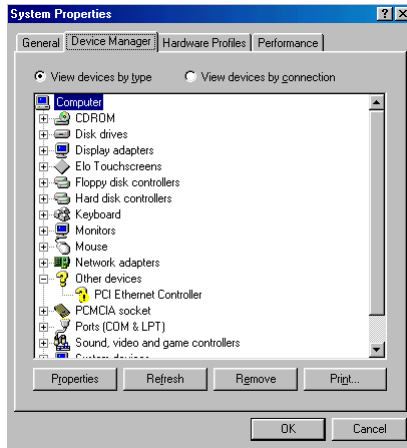 System Properties
General Device Manager Hardware Profiles Performance
View devices by type View devices by connection
Computer
CDROM
Disk drives
Display adapters
Elo Touchscreens
Floppy disk controllers
Hard disk controllers
Keyboard
Monitors
Mouse
Network adapters
Other devices
PCI Ethernet Controller
PCMCIA socket
Ports (COM & LPT)
Sound, video and game controllers
System devices
Properties Refresh Remove Print...
OK Cancel